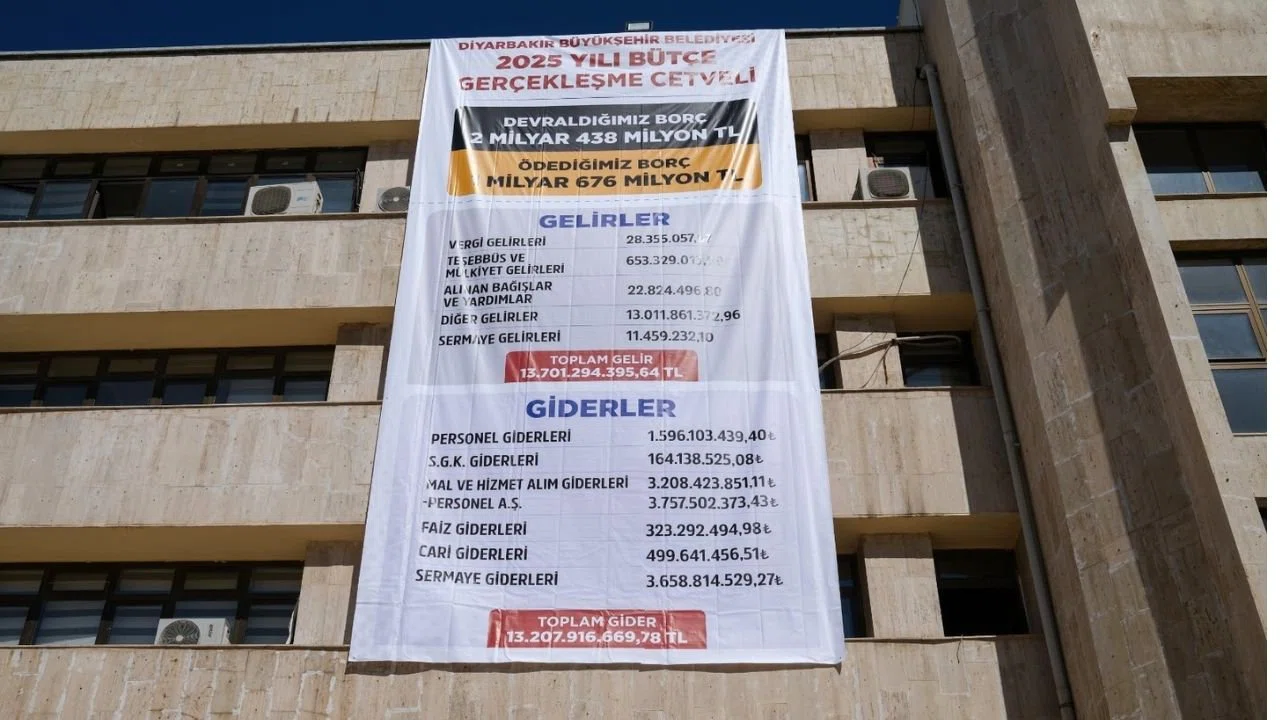 DİYARBAKIR BÜYÜKŞEHİR BELEDİYESİ
2025 YILI BÜTÇE
GERÇEKLEŞME CETVELİ
DEVRALDIĞIMIZ BORÇ
2 MİLYAR 438 MİLYON TL
ÖDEDİĞİMİZ BORÇ
MİLYAR 676 MİLYON TL
GELİRLER
VERGİ GELİRLERİ
TEŞEBBÜS VE
MÜLKİYET GELİRLERİ
ALINAN BAĞIŞLAR 22.824.496,80
VE YARDIMLAR
DİĞER GELİRLER 13.011.861.372,96
SERMAYE GELİRLERİ 11.459.232,10
TOPLAM GELİR
13.701.294.395,64 TL
GİDERLER
PERSONEL GİDERLERİ 1.596.103.439,40₺
S.G.K. GİDERLERİ 164.138.525,08₺
MAL VE HİZMET ALIM GİDERLERİ 3.208.423.851,11₺
-PERSONEL A.Ş. 3.757.502.373,43₺
FAİZ GİDERLERİ 323.292.494,98₺
CARİ GİDERLERİ 499.641.456,51₺
SERMAYE GİDERLERİ 3.658.814.529,27₺
TOPLAM GİDER
13.207.916.669,78 TL